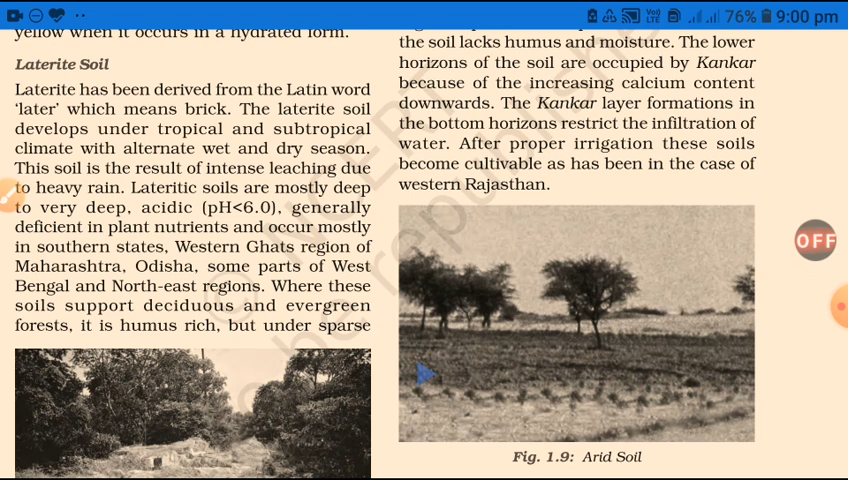 76% 9:00 pm
yellow when it occurs in a hydrated form.
Laterite Soil
Laterite has been derived from the Latin word
‘later’ which means brick. The laterite soil
develops under tropical and subtropical
climate with alternate wet and dry season.
This soil is the result of intense leaching due
to heavy rain. Lateritic soils are mostly deep
to very deep, acidic (pH<6.0), generally
deficient in plant nutrients and occur mostly
in southern states, Western Ghats region of
Maharashtra, Odisha, some parts of West
Bengal and North-east regions. Where these
soils support deciduous and evergreen
forests, it is humus rich, but under sparse
the soil lacks humus and moisture. The lower
horizons of the soil are occupied by Kankar
because of the increasing calcium content
downwards. The Kankar layer formations in
the bottom horizons restrict the infiltration of
water. After proper irrigation these soils
become cultivable as has been in the case of
western Rajasthan.
Fig. 1.9: Arid Soil
OFF
© NCERT
be republished